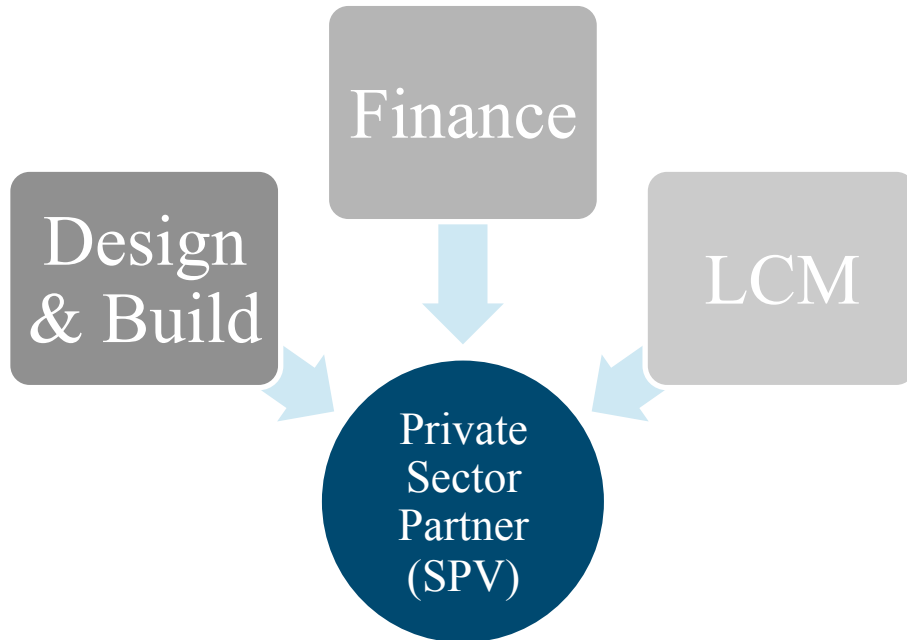 Finance
Design
& Build
LCM
Private
Sector
Partner
(SPV)